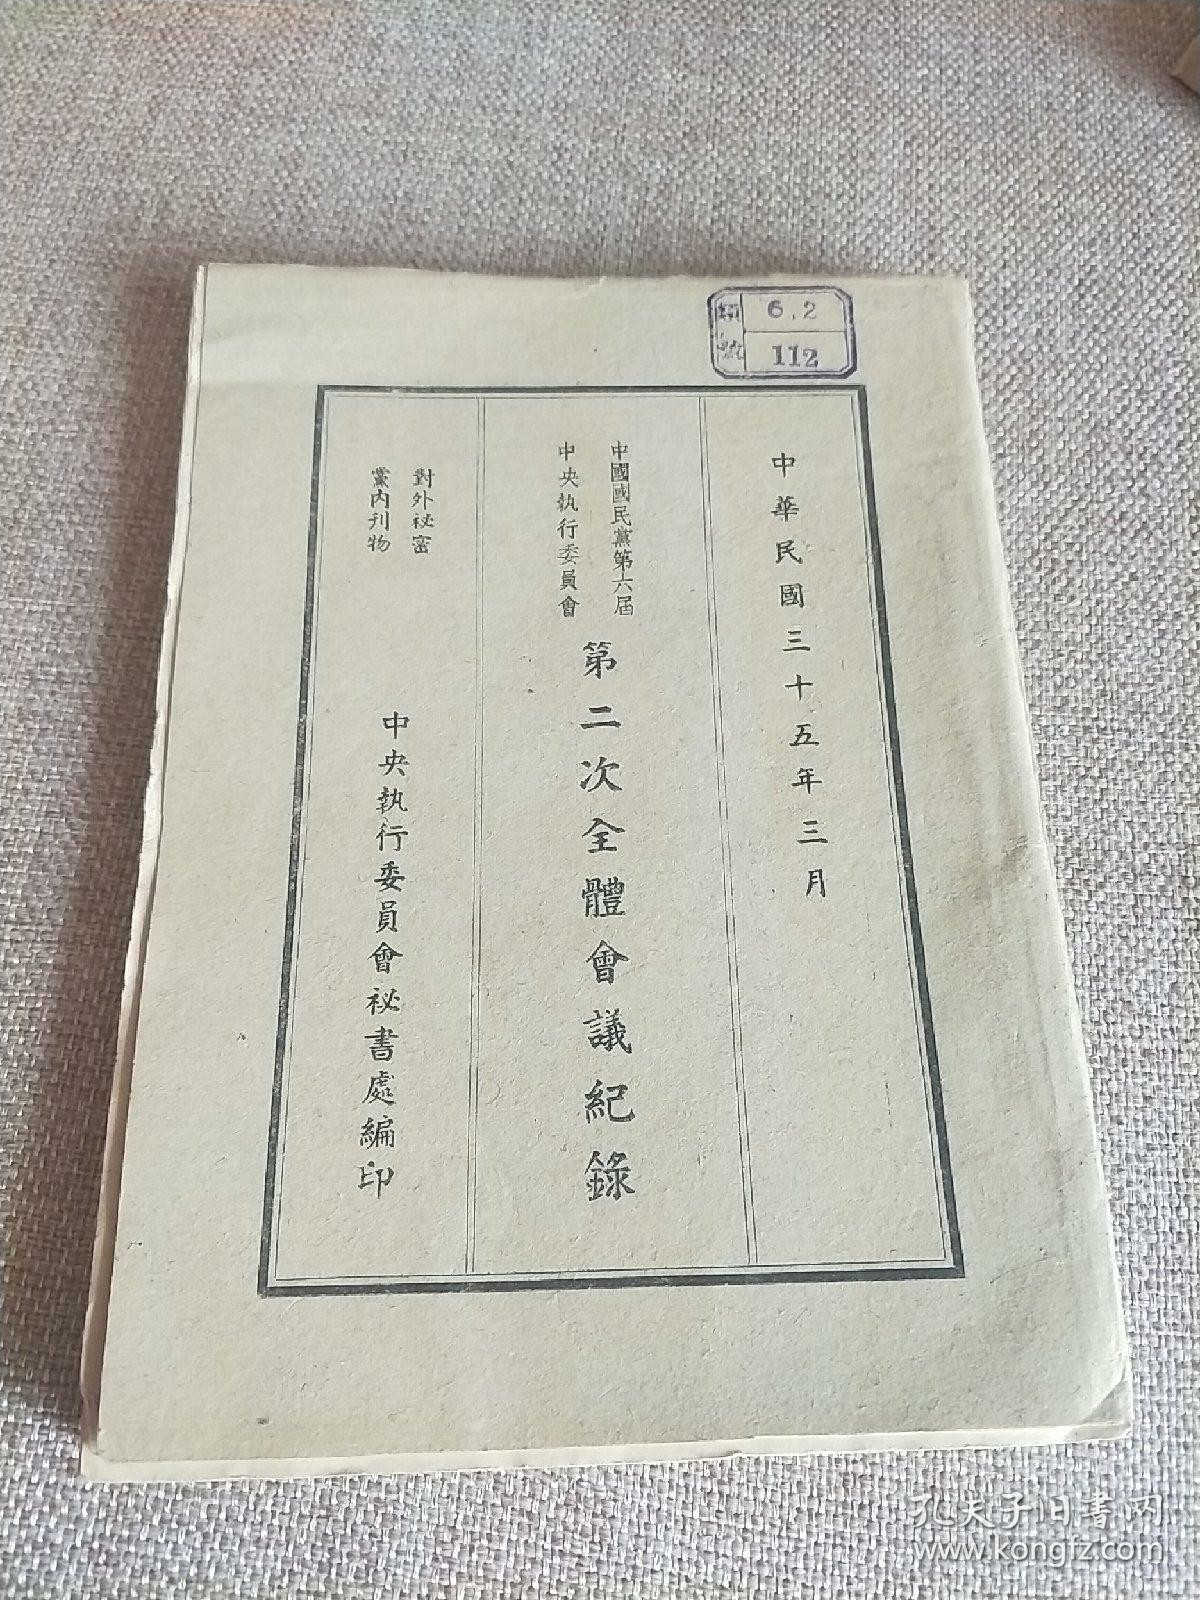 類號
6.2
112
中華民國三十五年三月
中國國民黨第六屆
中央執行委員會
第二次全體會議紀錄
對外祕密
黨內刊物
中央執行委員會祕書處編印
孔夫子旧书网
www.kongfz.com